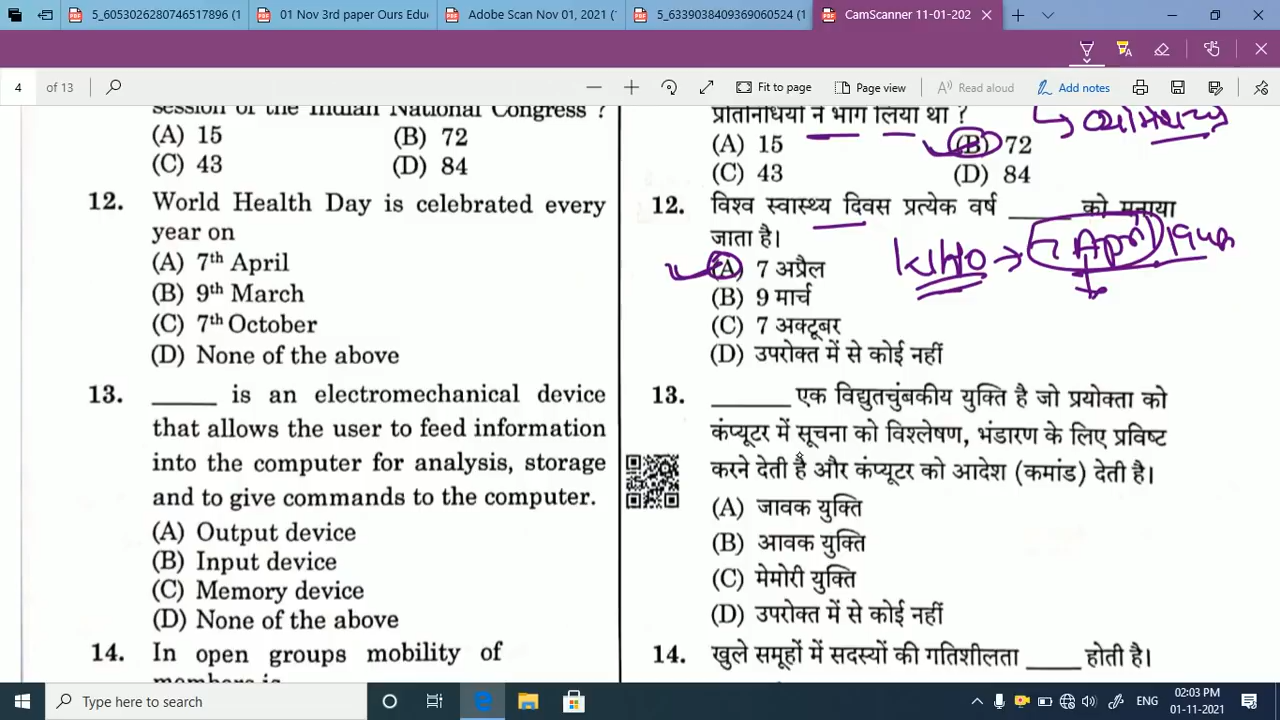 5_6053026280746517896 (1
01 Nov 3rd paper Ours Edu
Adobe Scan Nov 01, 2021 (
5_6339038409369060524 (1
CamScanner 11-01-202
4 of 13
Fit to page
Page view
Read aloud
Add notes
session of the Indian National Congress ?
(A) 15 (B) 72
(C) 43 (D) 84
12. World Health Day is celebrated every
year on
(A) 7th April
(B) 9th March
(C) 7th October
(D) None of the above
13. _____ is an electromechanical device
that allows the user to feed information
into the computer for analysis, storage
and to give commands to the computer.
(A) Output device
(B) Input device
(C) Memory device
(D) None of the above
14. In open groups mobility of
members is
प्रतिनिधियों ने भाग लिया था ?
(A) 15 (B) 72
(C) 43 (D) 84
12. विश्व स्वास्थ्य दिवस प्रत्येक वर्ष _____ को मनाया
जाता है।
WHO → 7 April 1948
(A) 7 अप्रैल
(B) 9 मार्च
(C) 7 अक्टूबर
(D) उपरोक्त में से कोई नहीं
13. ______ एक विद्युतचुंबकीय युक्ति है जो प्रयोक्ता को
कंप्यूटर में सूचना को विश्लेषण, भंडारण के लिए प्रविष्ट
करने देती है और कंप्यूटर को आदेश (कमांड) देती है।
(A) जावक युक्ति
(B) आवक युक्ति
(C) मेमोरी युक्ति
(D) उपरोक्त में से कोई नहीं
14. खुले समूहों में सदस्यों की गतिशीलता ____ होती है।
Type here to search
ENG
02:03 PM
01-11-2021